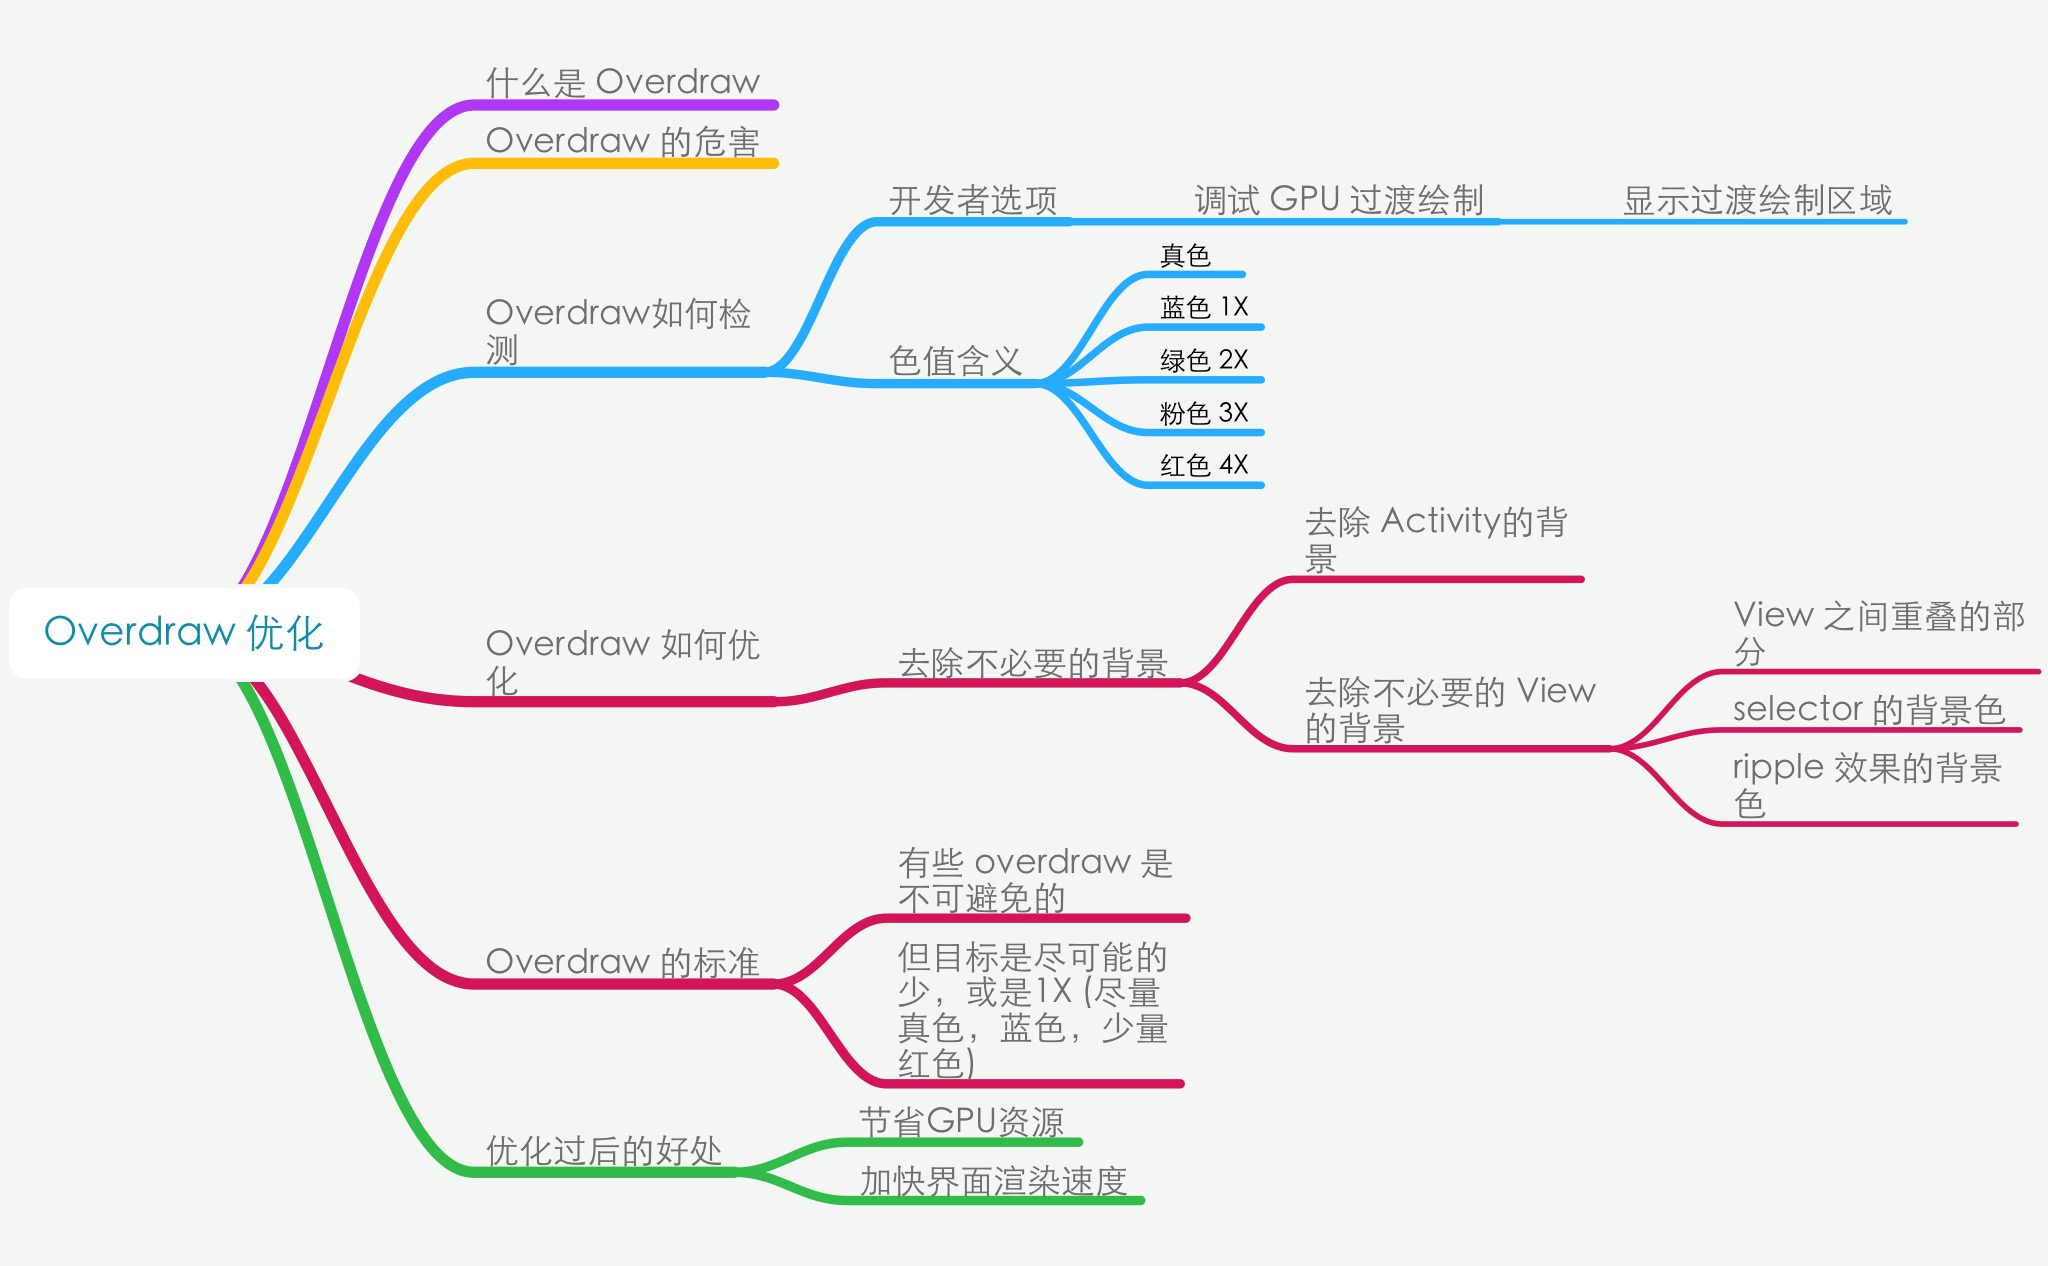 什么是 Overdraw
Overdraw 的危害
开发者选项
调试 GPU 过渡绘制
显示过渡绘制区域
真色
蓝色 1X
Overdraw如何检
测
色值含义
绿色 2X
粉色 3X
红色 4X
去除 Activity的背
景
Overdraw 优化
Overdraw 如何优
化
去除不必要的背景
去除不必要的 View
的背景
View 之间重叠的部
分
selector 的背景色
ripple 效果的背景
色
有些 overdraw 是
不可避免的
Overdraw 的标准
但目标是尽可能的
少，或是1X (尽量
真色，蓝色，少量
红色)
优化过后的好处
节省GPU资源
加快界面渲染速度